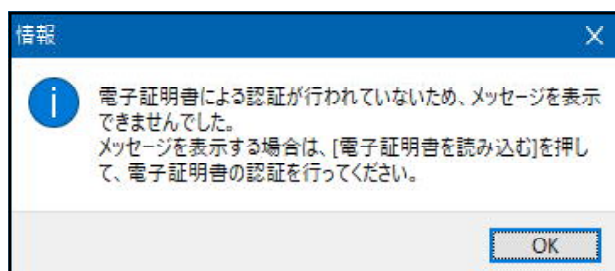 情報
電子証明書による認証が行われていないため、メッセージを表示
できませんでした。
メッセージを表示する場合は、[電子証明書を読み込む]を押し
て、電子証明書の認証を行ってください。
OK